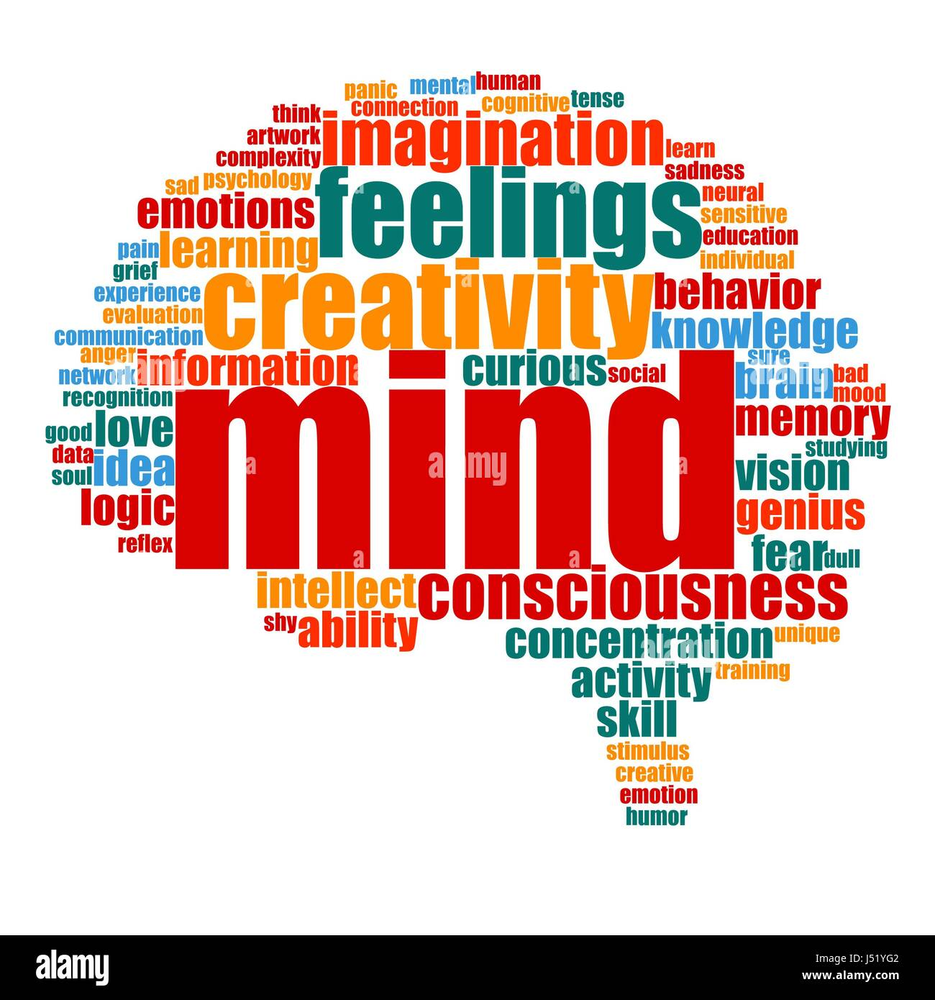 panic mental human
connection cognitive tense
think imagination
artwork
complexity learn
sad psychology feelings sadness
emotions neural
sensitive
learning education
pain individual
grief creativity behavior
experience
evaluation knowledge
communication
anger information curious social sure
network brain bad
recognition mood
love mind memory
good
data idea studying
soul vision
logic genius
reflex fear dull
intellect consciousness
shy ability
concentration unique
activity training
skill
stimulus
creative
emotion
humor
a alamy
alamy
Image ID: J51YG2
www.alamy.com